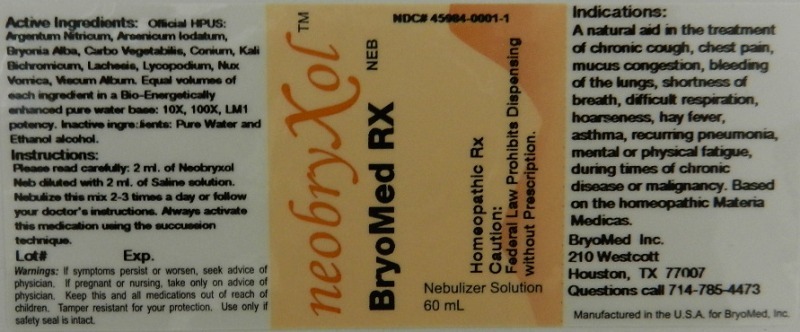 Active Ingredients: Official HPUS:
Argentum Nitricum, Arsenicum Iodatum,
Bryonia Alba, Carbo Vegetabilis, Conium, Kali
Bichromicum, Lachesis, Lycopodium, Nux
Vomica, Viscum Album. Equal volumes of
each ingredient in a Bio-Energetically
enhanced pure water base: 10X, 100X, LM1
potency. Inactive ingredients: Pure Water and
Ethanol alcohol.
Instructions:
Please read carefully: 2 ml. of Neobryxol
Neb diluted with 2 ml. of Saline solution.
Nebulize this mix 2-3 times a day or follow
your doctor's instructions. Always activate
this medication using the succussion
technique.
Lot# Exp.
Warnings: If symptoms persist or worsen, seek advice of
physician. If pregnant or nursing, take only on advice of
physician. Keep this and all medications out of reach of
children. Tamper resistant for your protection. Use only if
safety seal is intact.
neobryXol™
BryoMed RX NEB
NDC# 45984-0001-1
Homeopathic Rx
Caution:
Federal Law Prohibits Dispensing
without Prescription.
Nebulizer Solution
60 mL
Indications:
A natural aid in the treatment
of chronic cough, chest pain,
mucus congestion, bleeding
of the lungs, shortness of
breath, difficult respiration,
hoarseness, hay fever,
asthma, recurring pneumonia,
mental or physical fatigue,
during times of chronic
disease or malignancy. Based
on the homeopathic Materia
Medicas.
BryoMed Inc.
210 Westcott
Houston, TX 77007
Questions call 714-785-4473
Manufactured in the U.S.A. for BryoMed, Inc.